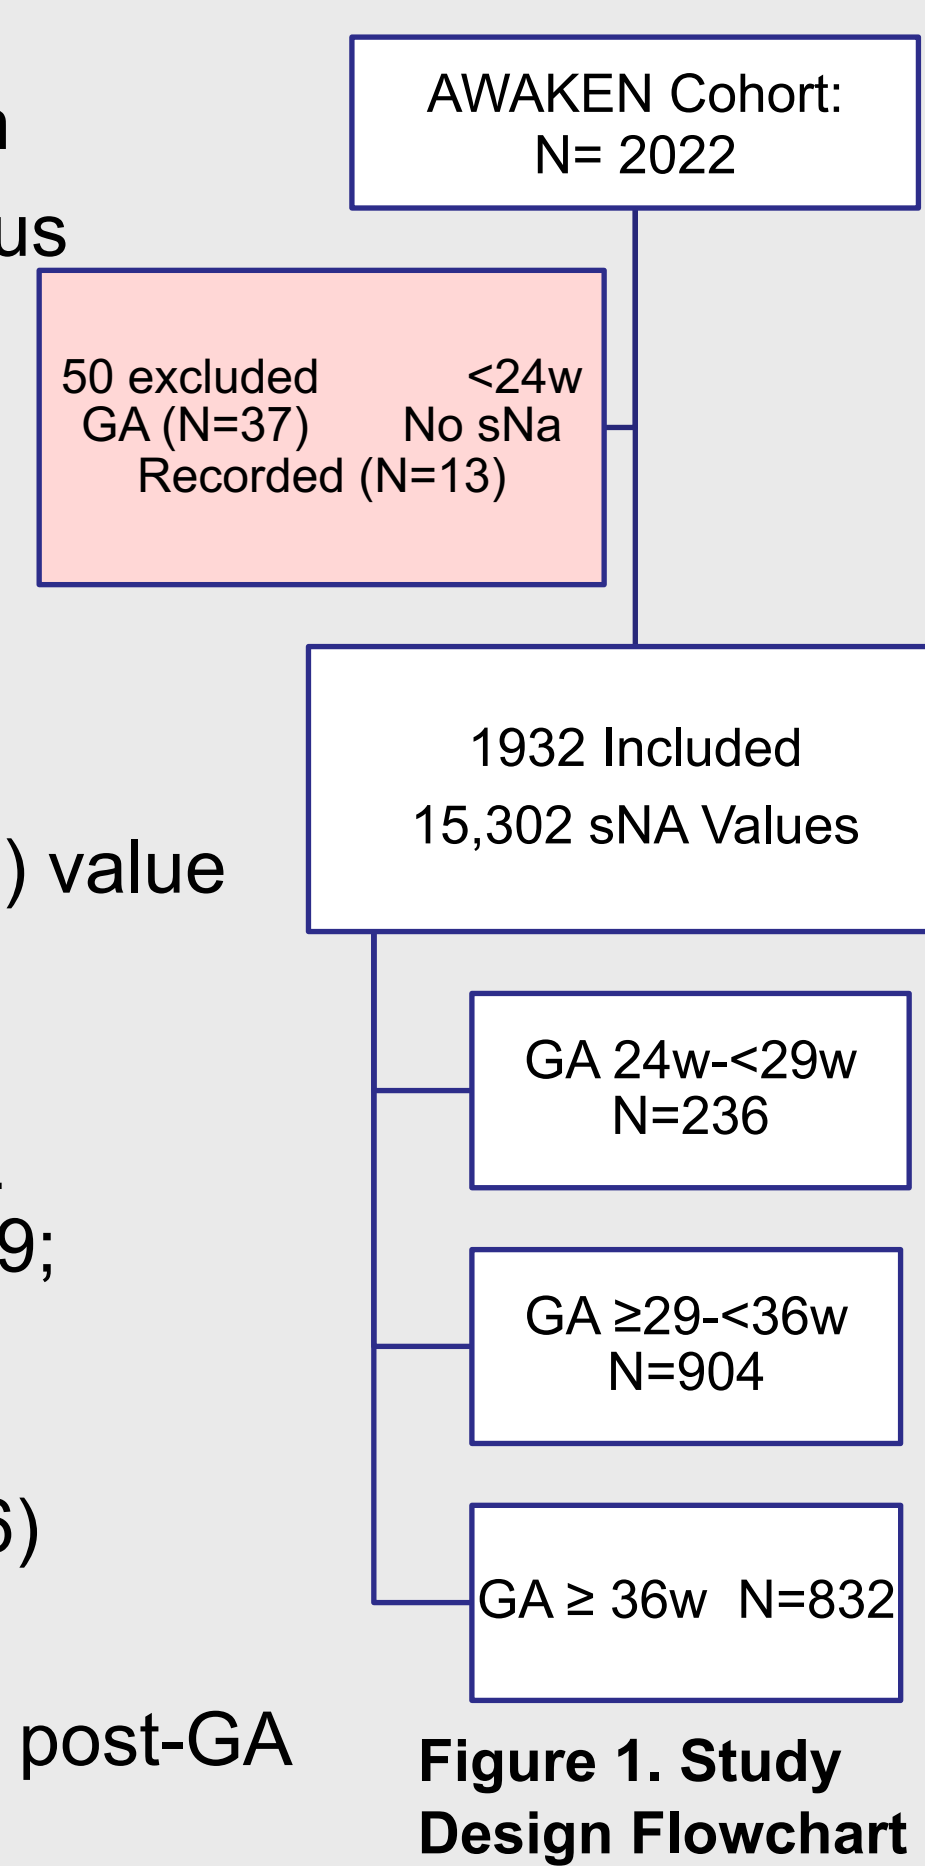 AWAKEN Cohort:
N= 2022
us
50 excluded <24w
GA (N=37) No sNa
Recorded (N=13)
1932 Included
15,302 sNA Values
) value
GA 24w-<29w
N=236
9;
GA ≥29-<36w
N=904
6)
GA ≥ 36w N=832
post-GA
Figure 1. Study
Design Flowchart